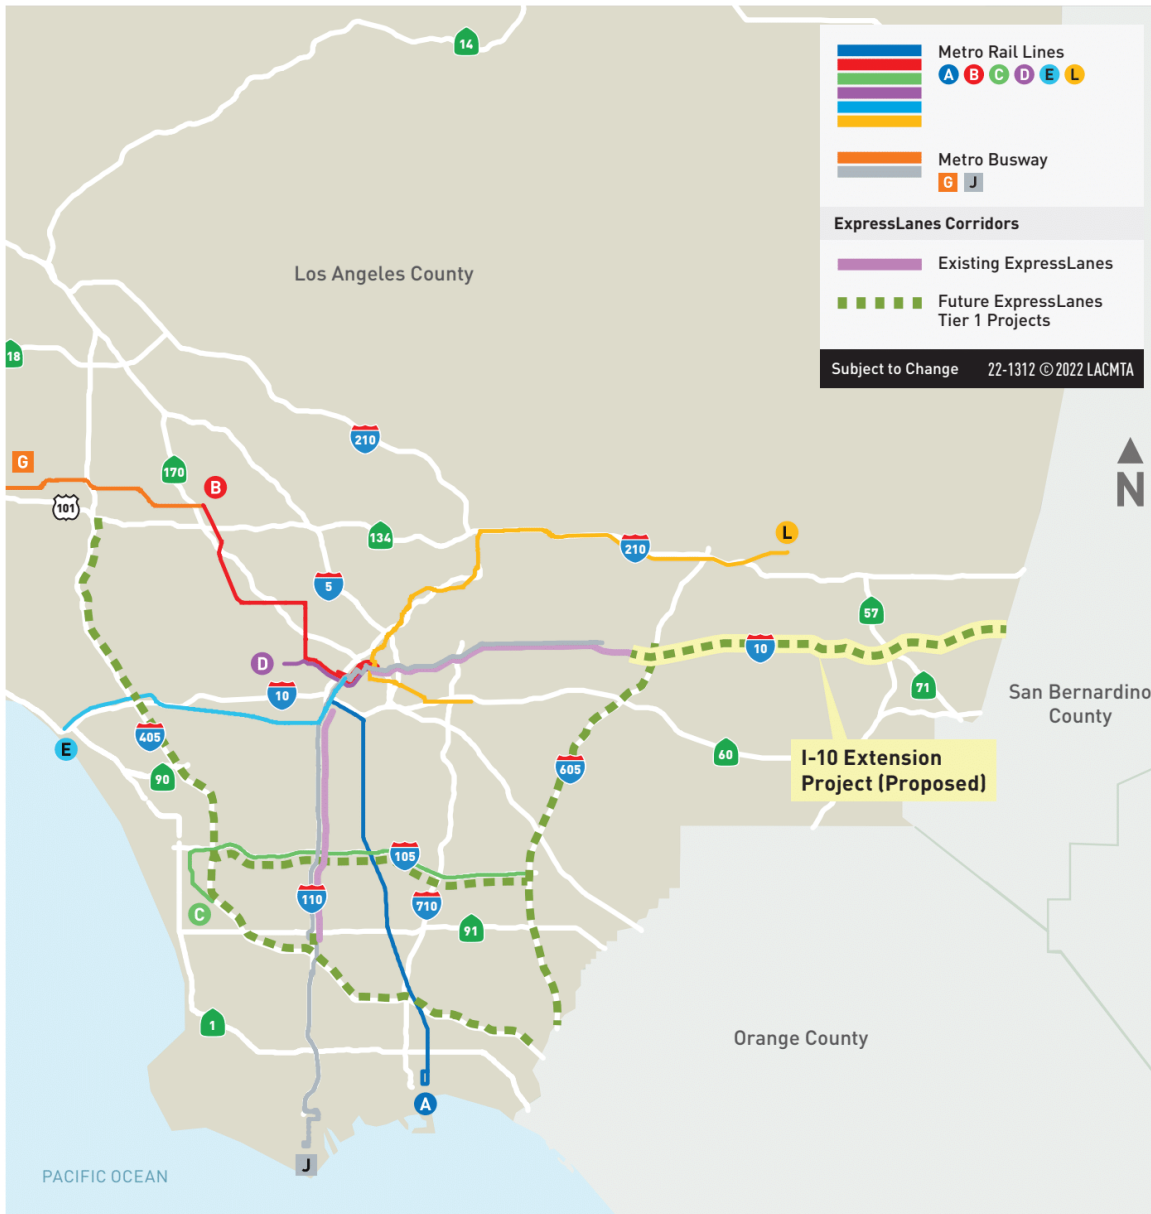 14
Metro Rail Lines
A B C D E L
Metro Busway
G J
ExpressLanes Corridors
Existing ExpressLanes
Future ExpressLanes
Tier 1 Projects
Subject to Change 22-1312 © 2022 LACMTA
Los Angeles County
18
210
N
G
170
B
101
134
L
210
5
57
D
10
10
71
San Bernardino
County
405
E
60
I-10 Extension
Project (Proposed)
90
605
105
110
710
C
91
1
Orange County
A
J
PACIFIC OCEAN